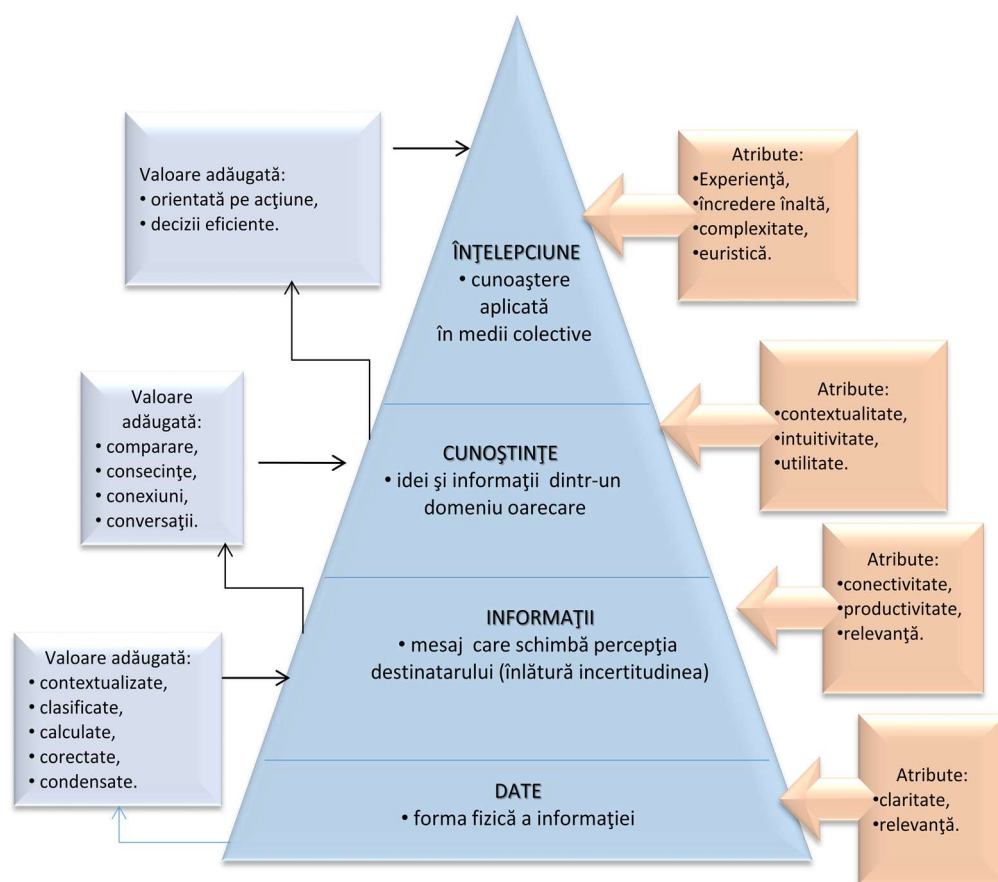 Valoare adăugată:
• orientată pe acţiune,
• decizii eficiente.
Atribute:
•Experienţă,
•încredere înaltă,
•complexitate,
•euristică.
ÎNŢELEPCIUNE
• cunoaştere
aplicată
în medii colective
Valoare
adăugată:
• comparare,
• consecinţe,
• conexiuni,
• conversaţii.
Atribute:
•contextualitate,
•intuitivitate,
•utilitate.
CUNOŞTINŢE
• idei şi informaţii dintr-un
domeniu oarecare
Atribute:
•conectivitate,
•productivitate,
•relevanţă.
INFORMAŢII
• mesaj care schimbă percepţia
destinatarului (înlătură incertitudinea)
Valoare adăugată:
• contextualizate,
• clasificate,
• calculate,
• corectate,
• condensate.
DATE
• forma fizică a informaţiei
Atribute:
•claritate,
•relevanţă.